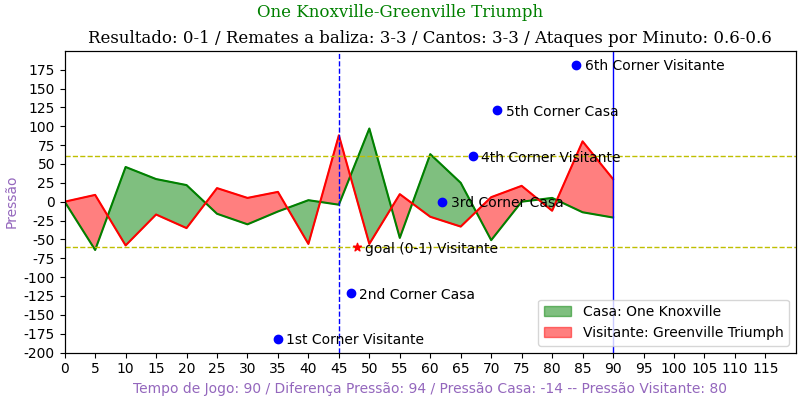 One Knoxville-Greenville Triumph
Resultado: 0-1 / Remates a baliza: 3-3 / Cantos: 3-3 / Ataques por Minuto: 0.6-0.6
Pressão
175
150
125
100
75
50
25
0
-25
-50
-75
-100
-125
-150
-175
-200
6th Corner Visitante
5th Corner Casa
4th Corner Visitante
3rd Corner Casa
goal (0-1) Visitante
2nd Corner Casa
1st Corner Visitante
Casa: One Knoxville
Visitante: Greenville Triumph
0 5 10 15 20 25 30 35 40 45 50 55 60 65 70 75 80 85 90 95 100 105 110 115
Tempo de Jogo: 90 / Diferença Pressão: 94 / Pressão Casa: -14 -- Pressão Visitante: 80